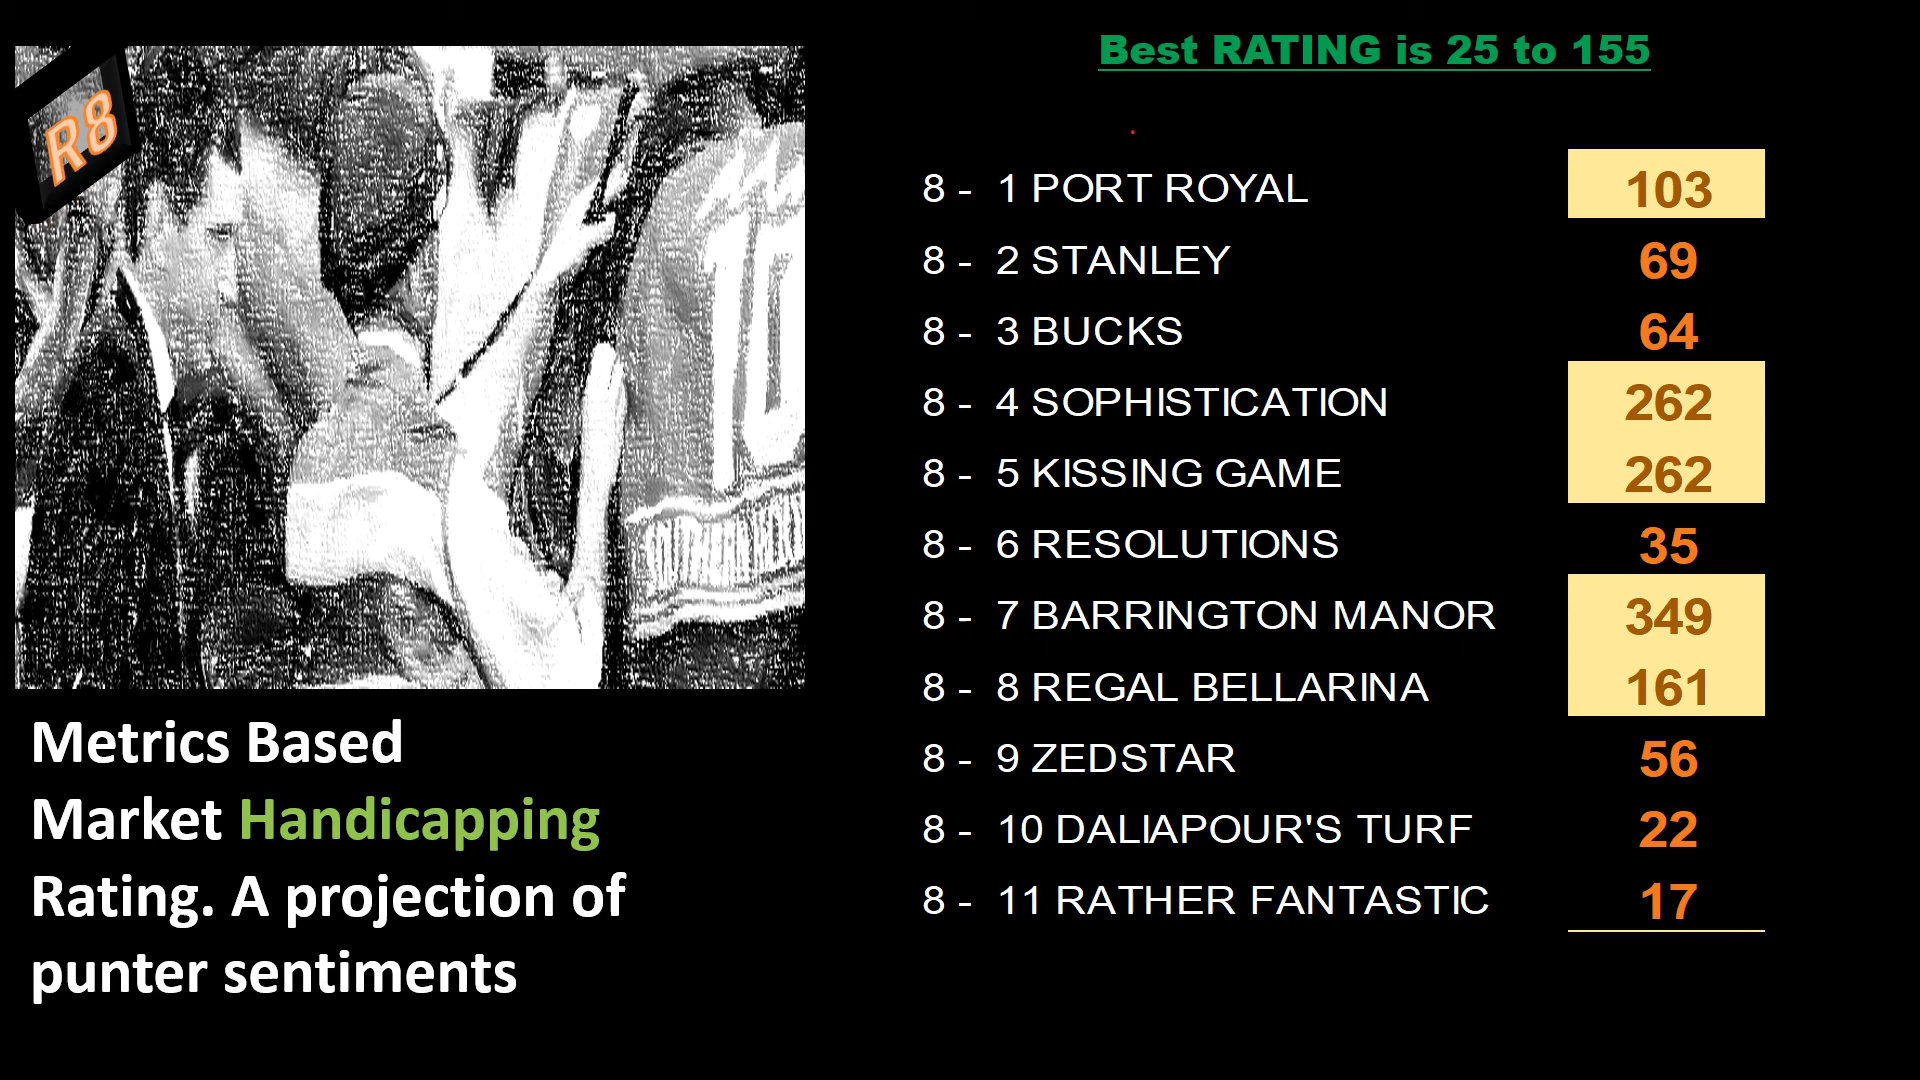 Best RATING is 25 to 155
R8
8 - 1 PORT ROYAL 103
8 - 2 STANLEY 69
8 - 3 BUCKS 64
8 - 4 SOPHISTICATION 262
8 - 5 KISSING GAME 262
8 - 6 RESOLUTIONS 35
8 - 7 BARRINGTON MANOR 349
8 - 8 REGAL BELLARINA 161
8 - 9 ZEDSTAR 56
8 - 10 DALIAPOUR'S TURF 22
8 - 11 RATHER FANTASTIC 17
Metrics Based
Market Handicapping
Rating. A projection of
punter sentiments